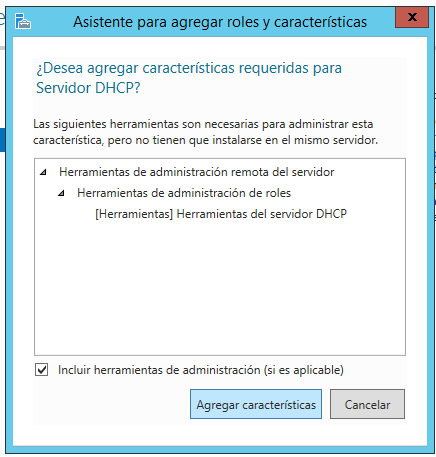 Asistente para agregar roles y características
x
¿Desea agregar características requeridas para
Servidor DHCP?
Las siguientes herramientas son necesarias para administrar esta
característica, pero no tienen que instalarse en el mismo servidor.
Herramientas de administración remota del servidor
Herramientas de administración de roles
[Herramientas] Herramientas del servidor DHCP
Incluir herramientas de administración (si es aplicable)
Agregar características
Cancelar